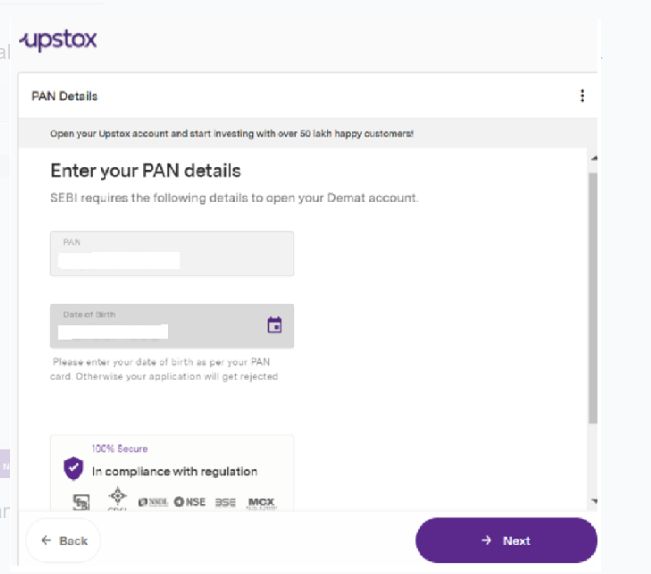 upstox
PAN Details
Open your Upstox account and start investing with over 50 lakh happy customers!
Enter your PAN details
SEBI requires the following details to open your Demat account.
PAN
Date of Birth
Please enter your date of birth as per your PAN
card. Otherwise your application will get rejected
100% Secure
In compliance with regulation
NSDL NSE BSE MCX
← Back
→ Next